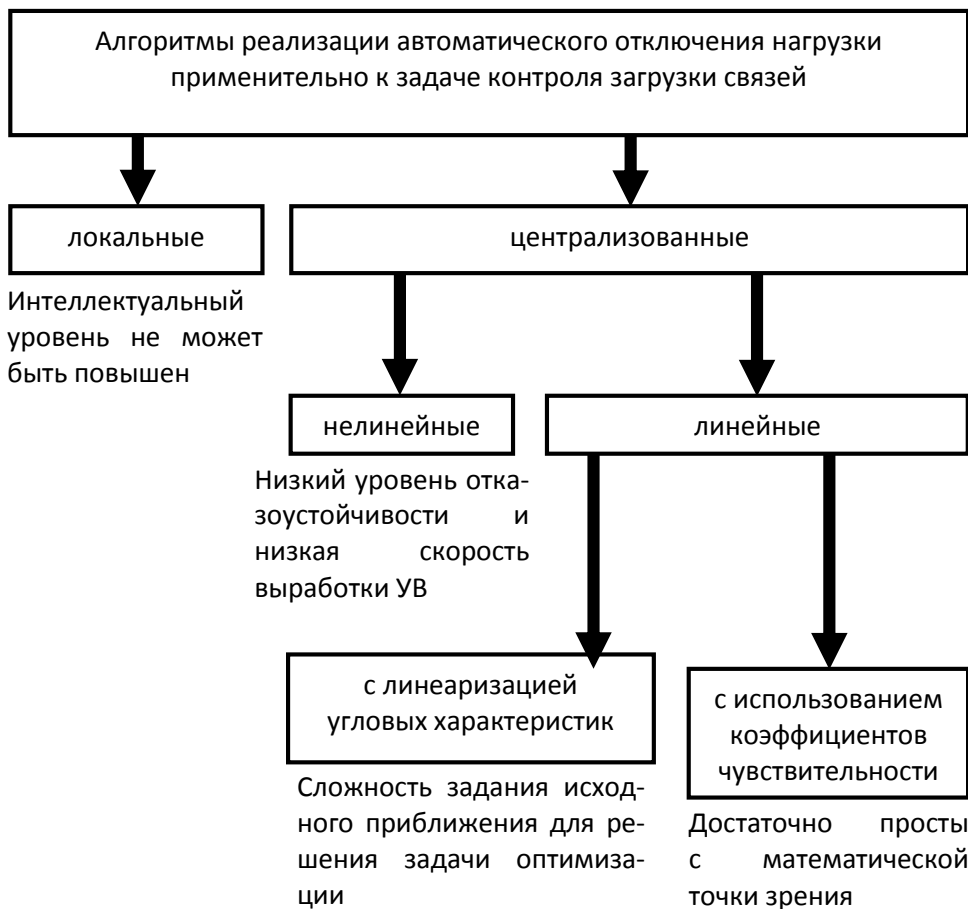 Алгоритмы реализации автоматического отключения нагрузки
применительно к задаче контроля загрузки связей
локальные
централизованные
Интеллектуальный
уровень не может
быть повышен
нелинейные
линейные
Низкий уровень отка-
зоустойчивости и
низкая скорость
выработки УВ
с линеаризацией
угловых характеристик
с использованием
коэффициентов
чувствительности
Сложность задания исход-
ного приближения для ре-
шения задачи оптимиза-
ции
Достаточно просты
с математической
точки зрения